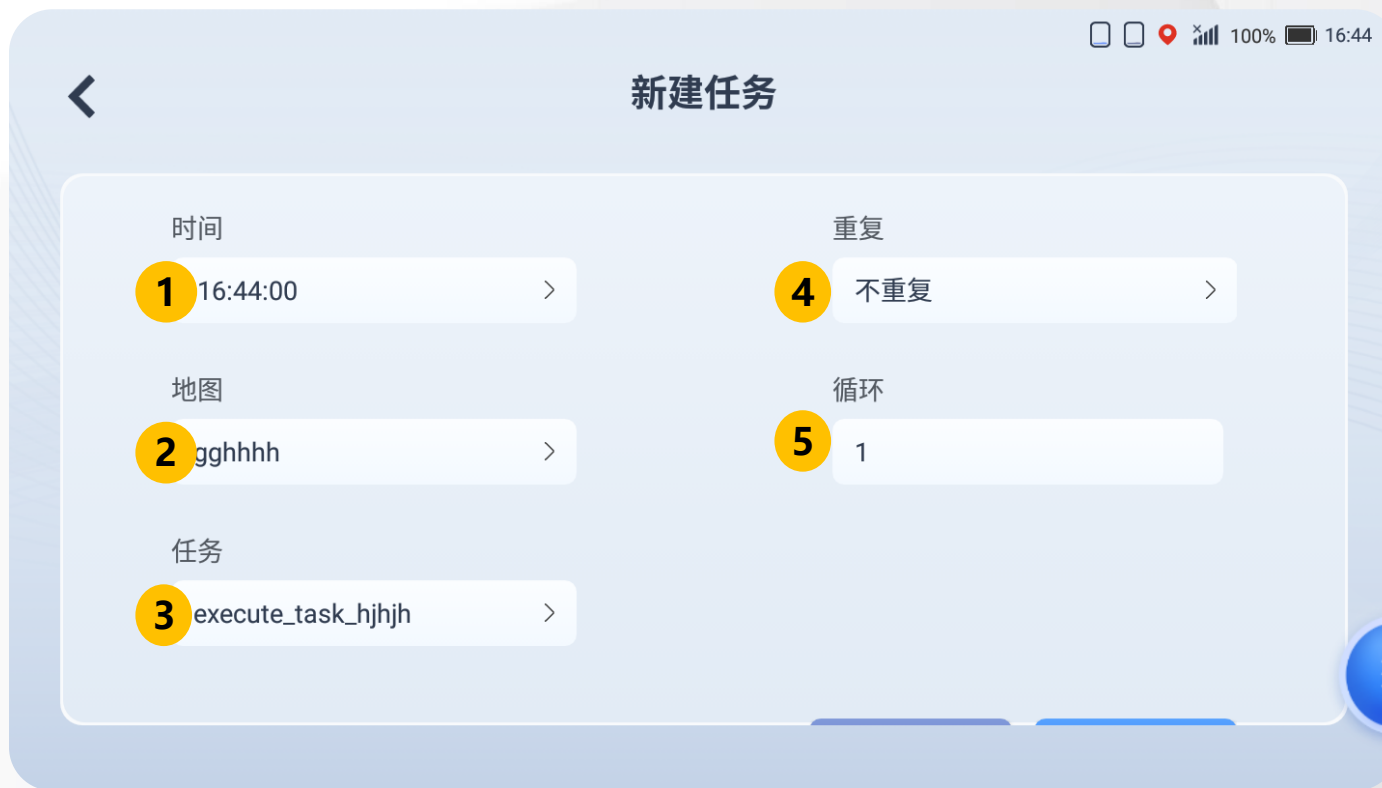 100% 16:44
新建任务
时间
1 16:44:00
重复
4 不重复
地图
2 gghhhh
循环
5 1
任务
3 execute_task_hjhjh